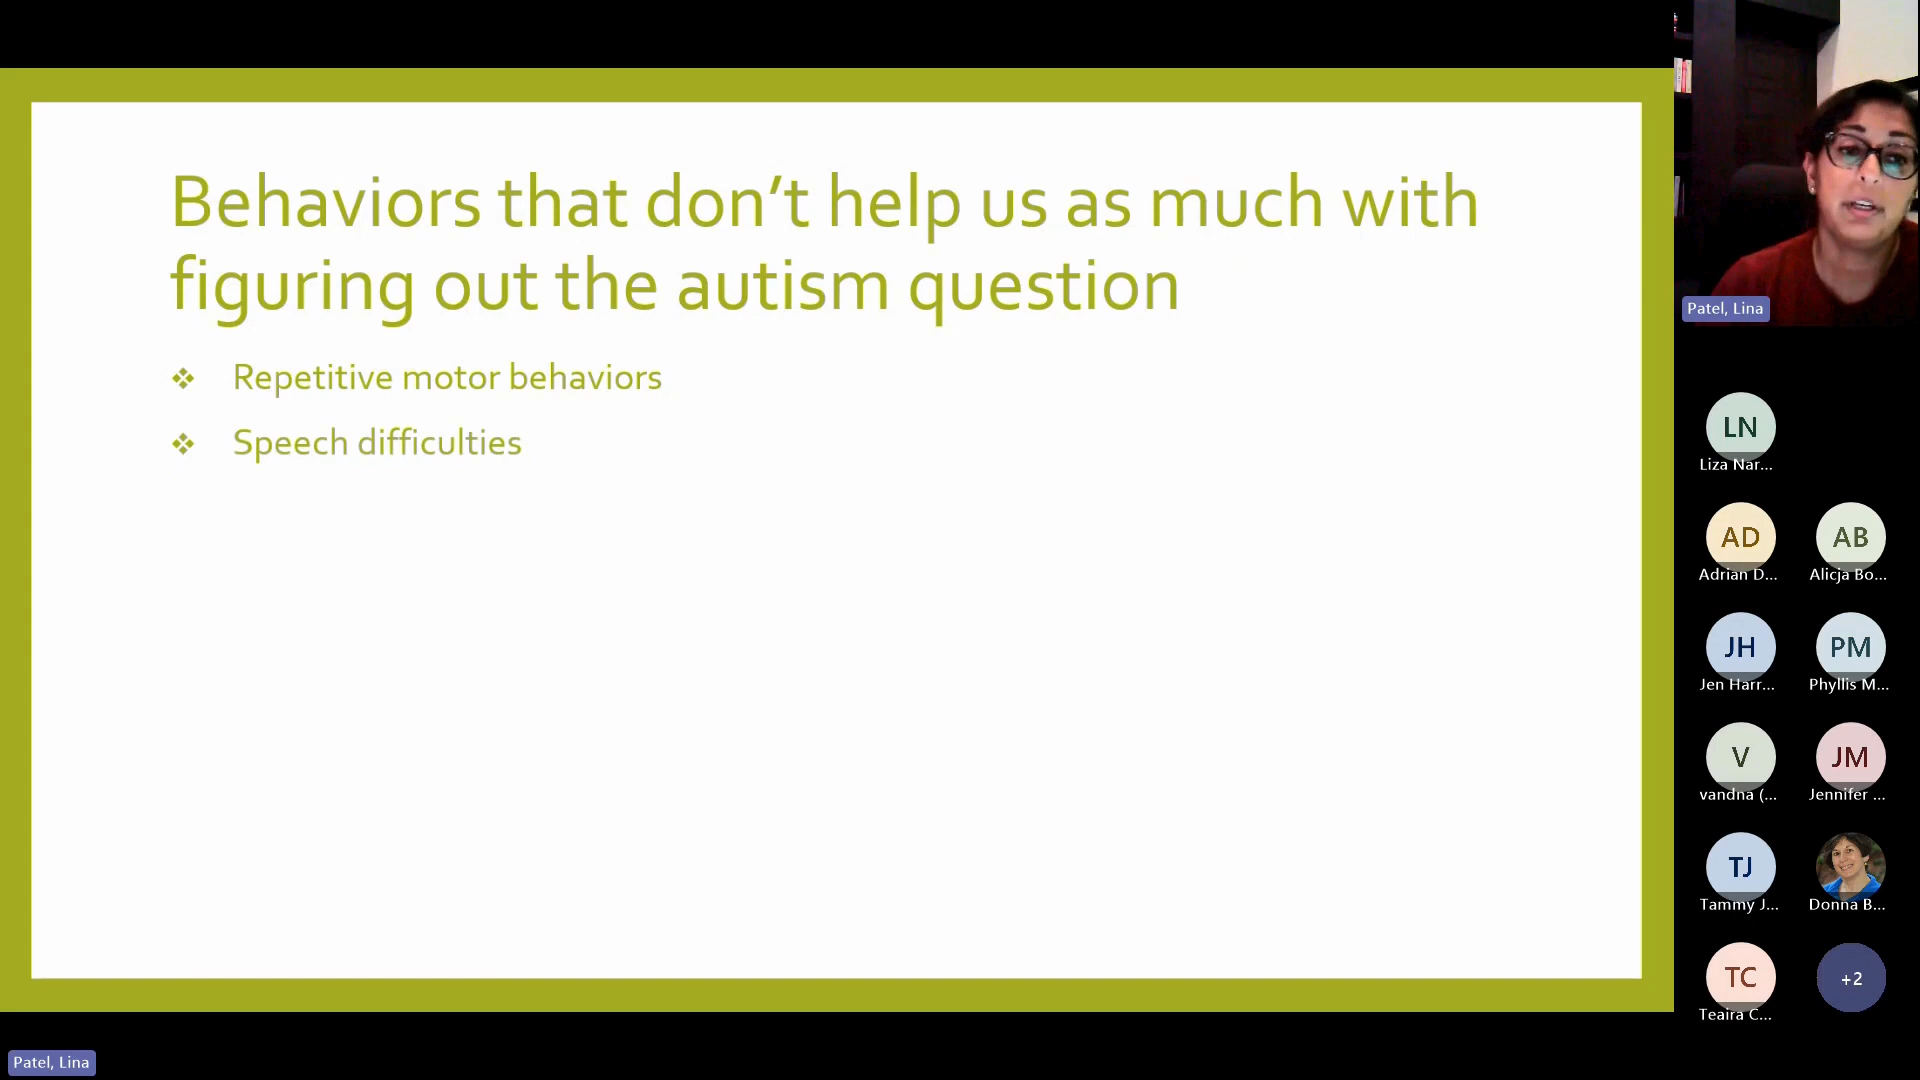 Behaviors that don’t help us as much with
figuring out the autism question
❖ Repetitive motor behaviors
❖ Speech difficulties
Patel, Lina
LN
Liza Nar...
AD
Adrian D...
AB
Alicja Bo...
JH
Jen Harr...
PM
Phyllis M...
V
vandna (...
JM
Jennifer ...
TJ
Tammy J...
Donna B...
TC
Teaira C...
+2
Patel, Lina